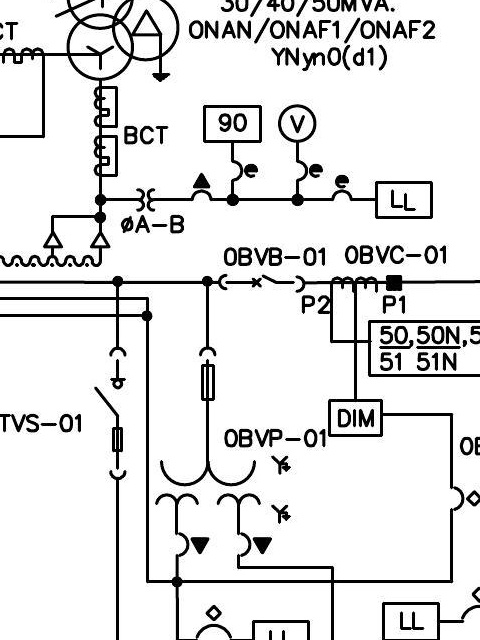 30/40/50MVA.
ONAN/ONAF1/ONAF2
YNyn0(d1)
CT
BCT
90
V
e
e
e
LL
ØA-B
0BVB-01
0BVC-01
P2
P1
50,50N,5
51 51N
DIM
TVS-01
0BVP-01
Y
Y
0B
LL
LL